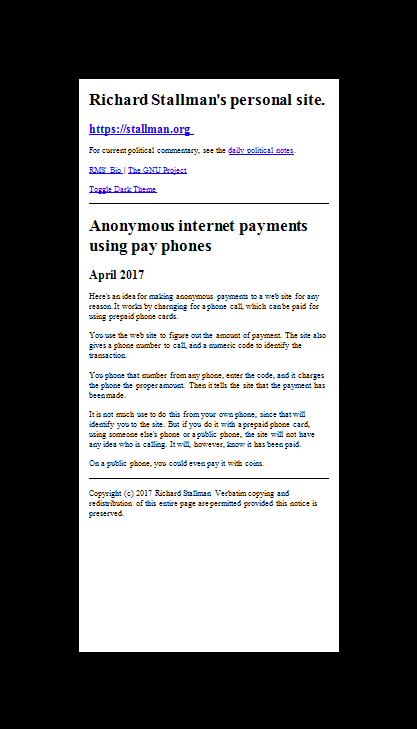 Richard Stallman's personal site.
https://stallman.org
For current political commentary, see the daily political notes.
RMS' Bio | The GNU Project
Toggle Dark Theme
Anonymous internet payments
using pay phones
April 2017
Here's an idea for making anonymous payments to a web site for any
reason. It works by charnging for a phone call, which can be paid for
using prepaid phone cards.
You use the web site to figure out the amount of payment. The site also
gives a phone number to call, and a numeric code to identify the
transaction.
You phone that number from any phone, enter the code, and it charges
the phone the proper amount. Then it tells the site that the payment has
been made.
It is not much use to do this from your own phone, since that will
identify you to the site. But if you do it with a prepaid phone card,
using someone else's phone or a public phone, the site will not have
any idea who is calling. It will, however, know it has been paid.
On a public phone, you could even pay it with coins.
Copyright (c) 2017 Richard Stallman Verbatim copying and
redistribution of this entire page are permitted provided this notice is
preserved.